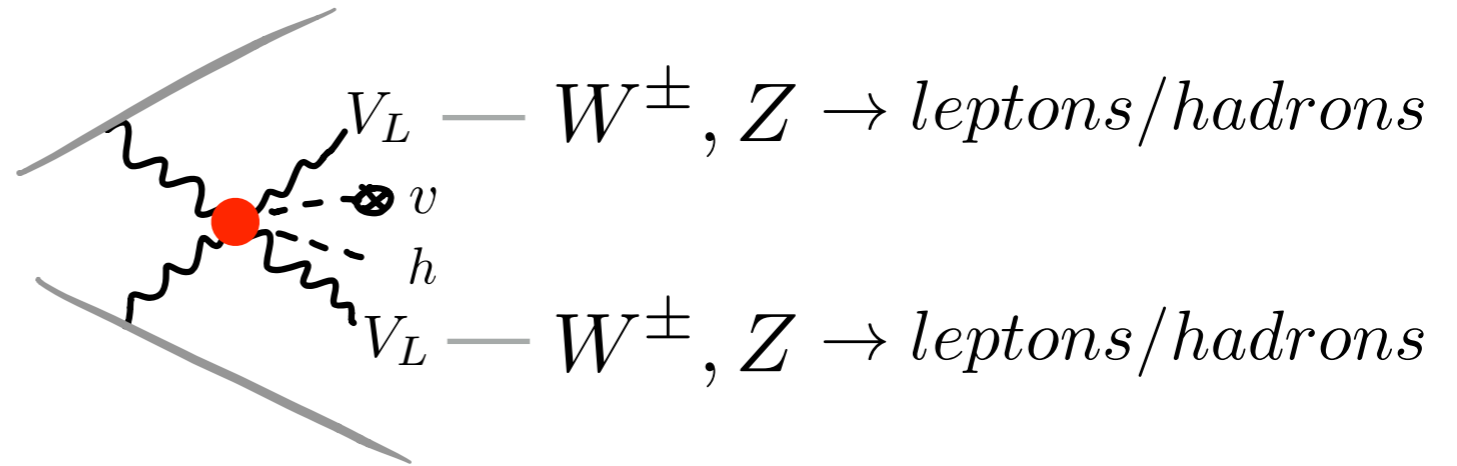 V_L — W^±, Z → leptons/hadrons
v
h
V_L — W^±, Z → leptons/hadrons